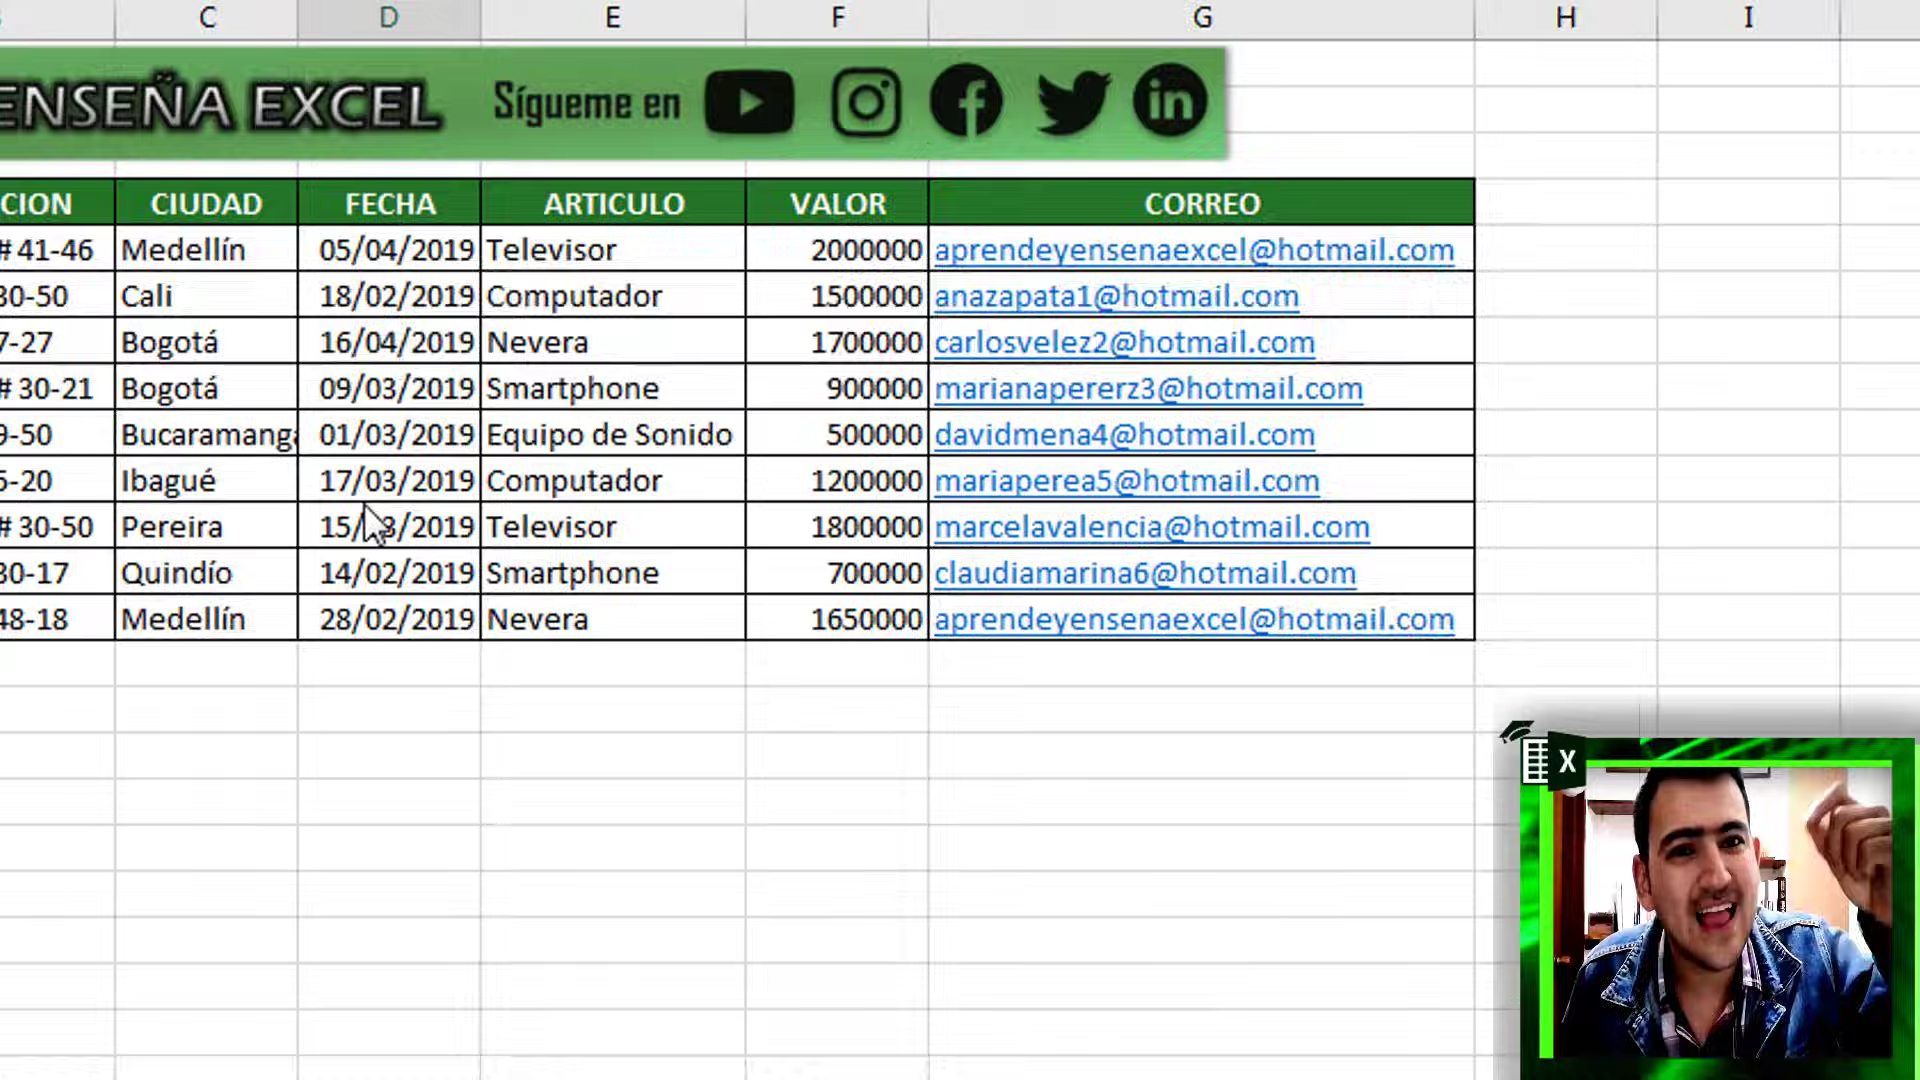 C D E F G H I
ENSEÑA EXCEL Sígueme en
CION CIUDAD FECHA ARTICULO VALOR CORREO
# 41-46 Medellín 05/04/2019 Televisor 2000000 aprendeyensenaexcel@hotmail.com
30-50 Cali 18/02/2019 Computador 1500000 anazapata1@hotmail.com
7-27 Bogotá 16/04/2019 Nevera 1700000 carlosvelez2@hotmail.com
# 30-21 Bogotá 09/03/2019 Smartphone 900000 marianapererz3@hotmail.com
9-50 Bucaramanga 01/03/2019 Equipo de Sonido 500000 davidmena4@hotmail.com
6-20 Ibagué 17/03/2019 Computador 1200000 mariaperea5@hotmail.com
# 30-50 Pereira 15/03/2019 Televisor 1800000 marcelavalencia@hotmail.com
30-17 Quindío 14/02/2019 Smartphone 700000 claudiamarina6@hotmail.com
48-18 Medellín 28/02/2019 Nevera 1650000 aprendeyensenaexcel@hotmail.com
X